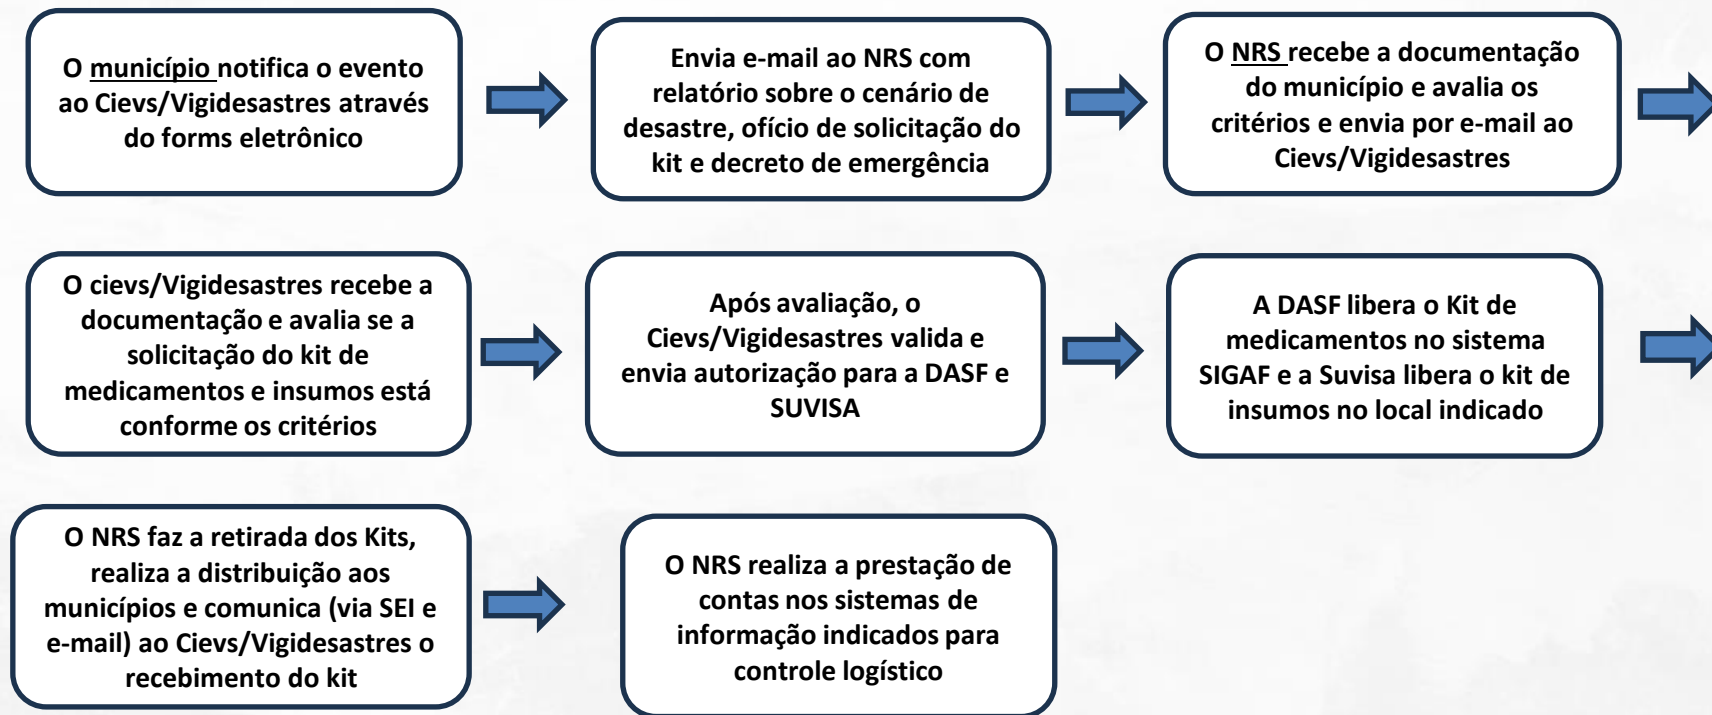 O município notifica o evento
ao Cievs/Vigidesastres através
do forms eletrônico
Envia e-mail ao NRS com
relatório sobre o cenário de
desastre, ofício de solicitação do
kit e decreto de emergência
O NRS recebe a documentação
do município e avalia os
critérios e envia por e-mail ao
Cievs/Vigidesastres
O cievs/Vigidesastres recebe a
documentação e avalia se a
solicitação do kit de
medicamentos e insumos está
conforme os critérios
Após avaliação, o
Cievs/Vigidesastres valida e
envia autorização para a DASF e
SUVISA
A DASF libera o Kit de
medicamentos no sistema
SIGAF e a Suvisa libera o kit de
insumos no local indicado
O NRS faz a retirada dos Kits,
realiza a distribuição aos
municípios e comunica (via SEI e
e-mail) ao Cievs/Vigidesastres o
recebimento do kit
O NRS realiza a prestação de
contas nos sistemas de
informação indicados para
controle logístico